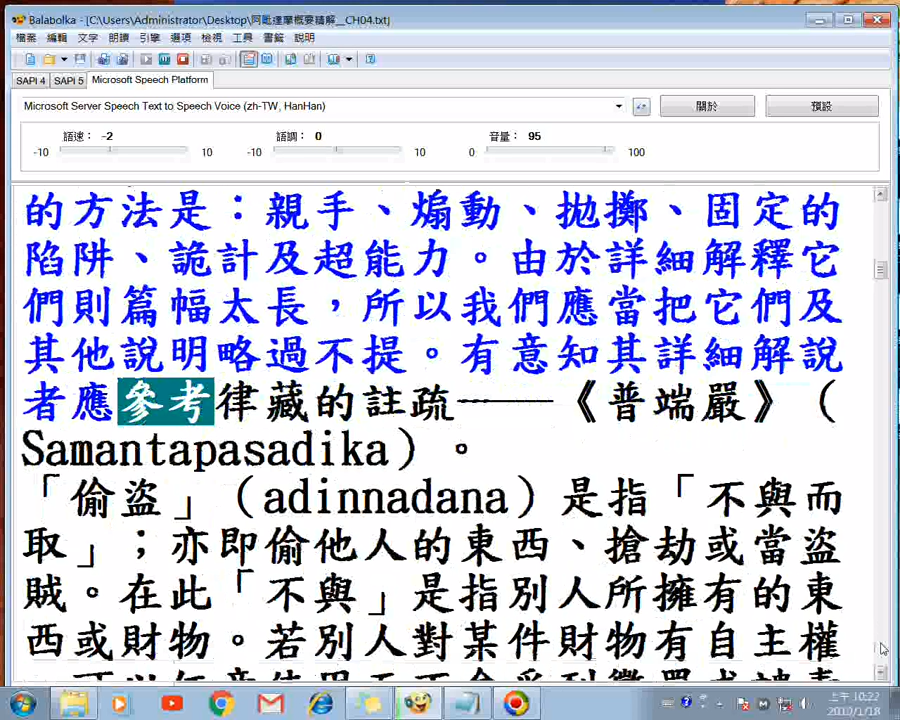 Balabolka - [C:\Users\Administrator\Desktop\阿毗達摩概要精解__CH04.txt]
檔案 編輯 文字 朗讀 引擎 選項 檢視 工具 書籤 說明
SAPI 4 SAPI 5 Microsoft Speech Platform
Microsoft Server Speech Text to Speech Voice (zh-TW, HanHan) 關於 預設
語速： -2 語調： 0 音量： 95
-10 10 -10 10 0 100
的方法是：親手、煽動、拋擲、固定的
陷阱、詭計及超能力。由於詳細解釋它
們則篇幅太長，所以我們應當把它們及
其他說明略過不提。有意知其詳細解說
者應參考律藏的註疏──《普端嚴》（
Samantapasadika）。
「偷盜」（adinnadana）是指「不與而
取」；亦即偷他人的東西、搶劫或當盜
賊。在此「不與」是指別人所擁有的東
西或財物。若別人對某件財物有自主權
上午 10:22